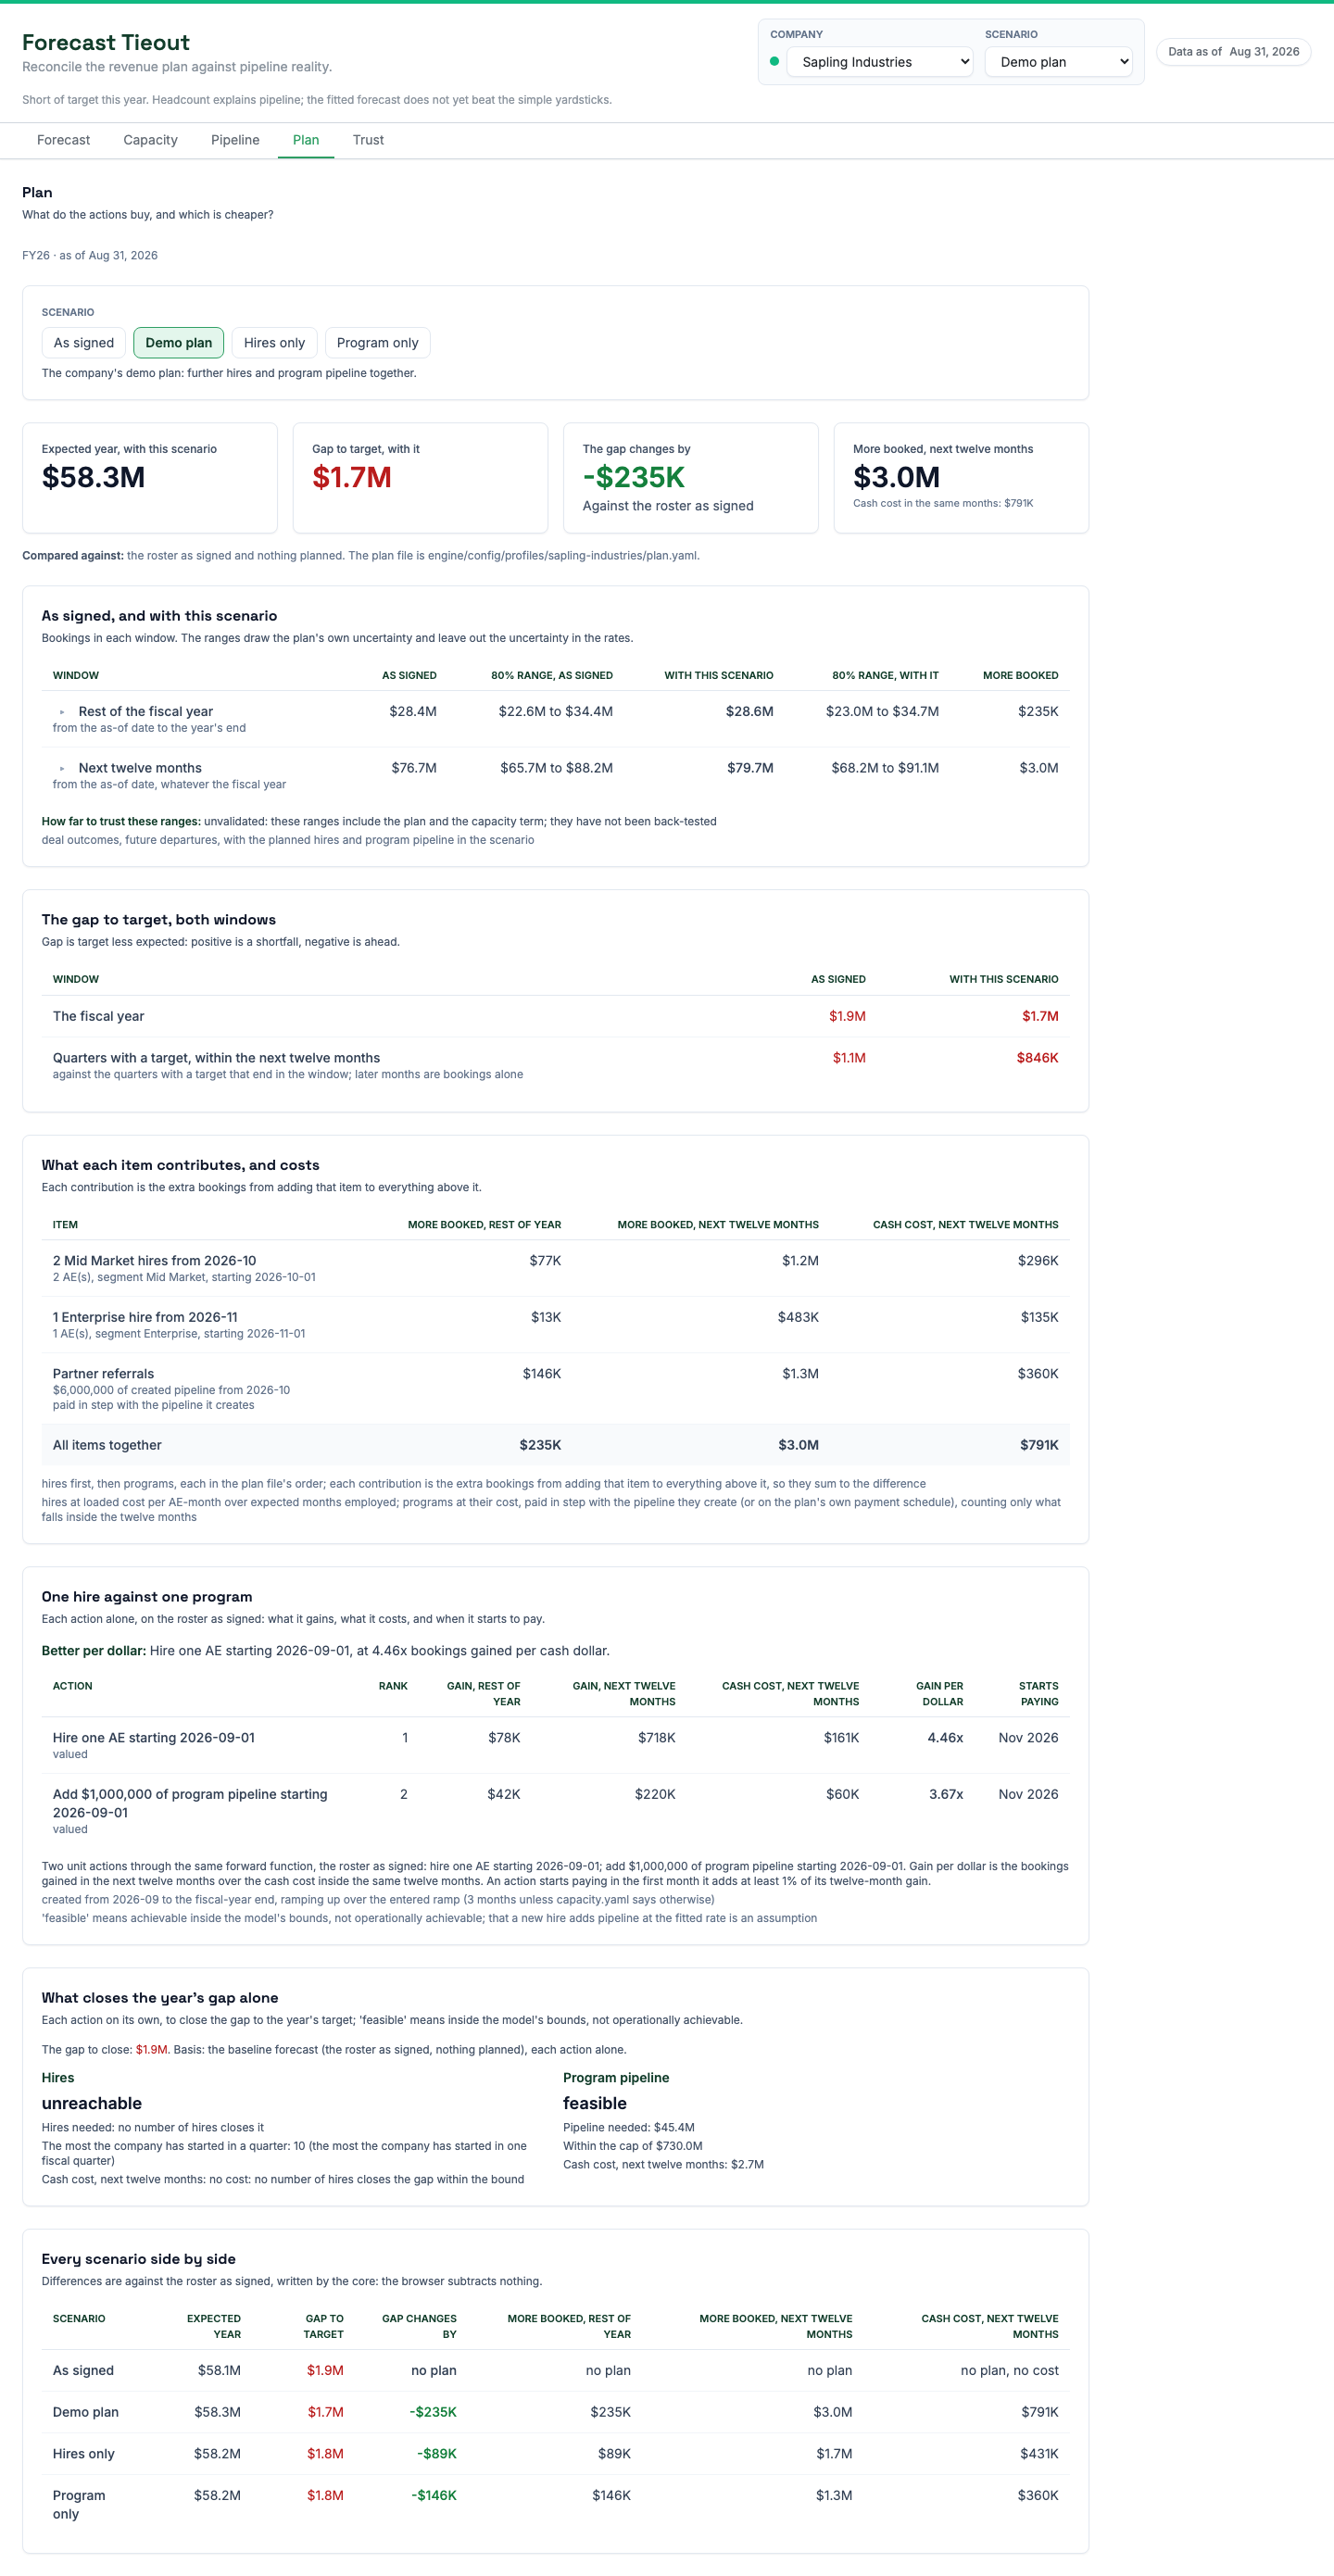 Forecast Tieout
Reconcile the revenue plan against pipeline reality.
COMPANY
SCENARIO
Sapling Industries
Demo plan
Data as of Aug 31, 2026
Short of target this year. Headcount explains pipeline; the fitted forecast does not yet beat the simple yardsticks.
Forecast Capacity Pipeline Plan Trust
Plan
What do the actions buy, and which is cheaper?
FY26 · as of Aug 31, 2026
SCENARIO
As signed Demo plan Hires only Program only
The company's demo plan: further hires and program pipeline together.
Expected year, with this scenario
$58.3M
Gap to target, with it
$1.7M
The gap changes by
-$235K
Against the roster as signed
More booked, next twelve months
$3.0M
Cash cost in the same months: $791K
Compared against: the roster as signed and nothing planned. The plan file is engine/config/profiles/sapling-industries/plan.yaml.
As signed, and with this scenario
Bookings in each window. The ranges draw the plan's own uncertainty and leave out the uncertainty in the rates.
WINDOW AS SIGNED 80% RANGE, AS SIGNED WITH THIS SCENARIO 80% RANGE, WITH IT MORE BOOKED
▸ Rest of the fiscal year $28.4M $22.6M to $34.4M $28.6M $23.0M to $34.7M $235K
from the as-of date to the year's end
▸ Next twelve months $76.7M $65.7M to $88.2M $79.7M $68.2M to $91.1M $3.0M
from the as-of date, whatever the fiscal year
How far to trust these ranges: unvalidated: these ranges include the plan and the capacity term; they have not been back-tested
deal outcomes, future departures, with the planned hires and program pipeline in the scenario
The gap to target, both windows
Gap is target less expected: positive is a shortfall, negative is ahead.
WINDOW AS SIGNED WITH THIS SCENARIO
The fiscal year $1.9M $1.7M
Quarters with a target, within the next twelve months $1.1M $846K
against the quarters with a target that end in the window; later months are bookings alone
What each item contributes, and costs
Each contribution is the extra bookings from adding that item to everything above it.
ITEM MORE BOOKED, REST OF YEAR MORE BOOKED, NEXT TWELVE MONTHS CASH COST, NEXT TWELVE MONTHS
2 Mid Market hires from 2026-10 $77K $1.2M $296K
2 AE(s), segment Mid Market, starting 2026-10-01
1 Enterprise hire from 2026-11 $13K $483K $135K
1 AE(s), segment Enterprise, starting 2026-11-01
Partner referrals $146K $1.3M $360K
$6,000,000 of created pipeline from 2026-10
paid in step with the pipeline it creates
All items together $235K $3.0M $791K
hires first, then programs, each in the plan file's order; each contribution is the extra bookings from adding that item to everything above it, so they sum to the difference
hires at loaded cost per AE-month over expected months employed; programs at their cost, paid in step with the pipeline they create (or on the plan's own payment schedule), counting only what
falls inside the twelve months
One hire against one program
Each action alone, on the roster as signed: what it gains, what it costs, and when it starts to pay.
Better per dollar: Hire one AE starting 2026-09-01, at 4.46x bookings gained per cash dollar.
ACTION RANK GAIN, REST OF YEAR GAIN, NEXT TWELVE MONTHS CASH COST, NEXT TWELVE MONTHS GAIN PER DOLLAR STARTS PAYING
Hire one AE starting 2026-09-01 1 $78K $718K $161K 4.46x Nov 2026
valued
Add $1,000,000 of program pipeline starting 2 $42K $220K $60K 3.67x Nov 2026
2026-09-01
valued
Two unit actions through the same forward function, the roster as signed: hire one AE starting 2026-09-01; add $1,000,000 of program pipeline starting 2026-09-01. Gain per dollar is the bookings
gained in the next twelve months over the cash cost inside the same twelve months. An action starts paying in the first month it adds at least 1% of its twelve-month gain.
created from 2026-09 to the fiscal-year end, ramping up over the entered ramp (3 months unless capacity.yaml says otherwise)
'feasible' means achievable inside the model's bounds, not operationally achievable; that a new hire adds pipeline at the fitted rate is an assumption
What closes the year's gap alone
Each action on its own, to close the gap to the year's target; 'feasible' means inside the model's bounds, not operationally achievable.
The gap to close: $1.9M. Basis: the baseline forecast (the roster as signed, nothing planned), each action alone.
Hires
unreachable
Hires needed: no number of hires closes it
The most the company has started in a quarter: 10 (the most the company has started in one
fiscal quarter)
Cash cost, next twelve months: no cost: no number of hires closes the gap within the bound
Program pipeline
feasible
Pipeline needed: $45.4M
Within the cap of $730.0M
Cash cost, next twelve months: $2.7M
Every scenario side by side
Differences are against the roster as signed, written by the core: the browser subtracts nothing.
SCENARIO EXPECTED YEAR GAP TO TARGET GAP CHANGES BY MORE BOOKED, REST OF YEAR MORE BOOKED, NEXT TWELVE MONTHS CASH COST, NEXT TWELVE MONTHS
As signed $58.1M $1.9M no plan no plan no plan no plan, no cost
Demo plan $58.3M $1.7M -$235K $235K $3.0M $791K
Hires only $58.2M $1.8M -$89K $89K $1.7M $431K
Program only $58.2M $1.8M -$146K $146K $1.3M $360K